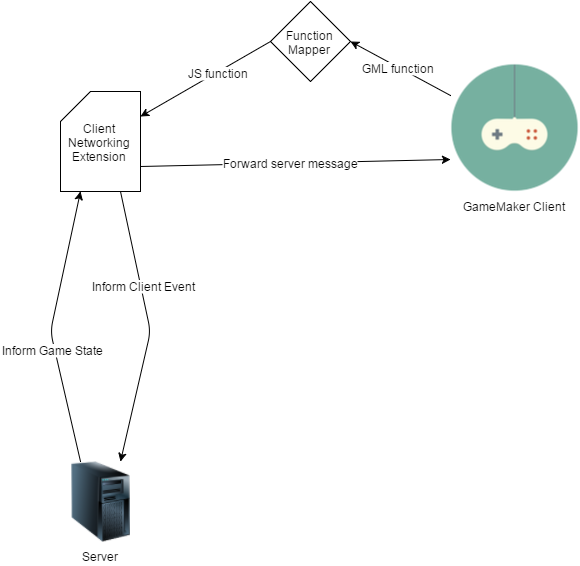 Function
Mapper
JS function
GML function
Client
Networking
Extension
Forward server message
GameMaker Client
Inform Client Event
Inform Game State
Server